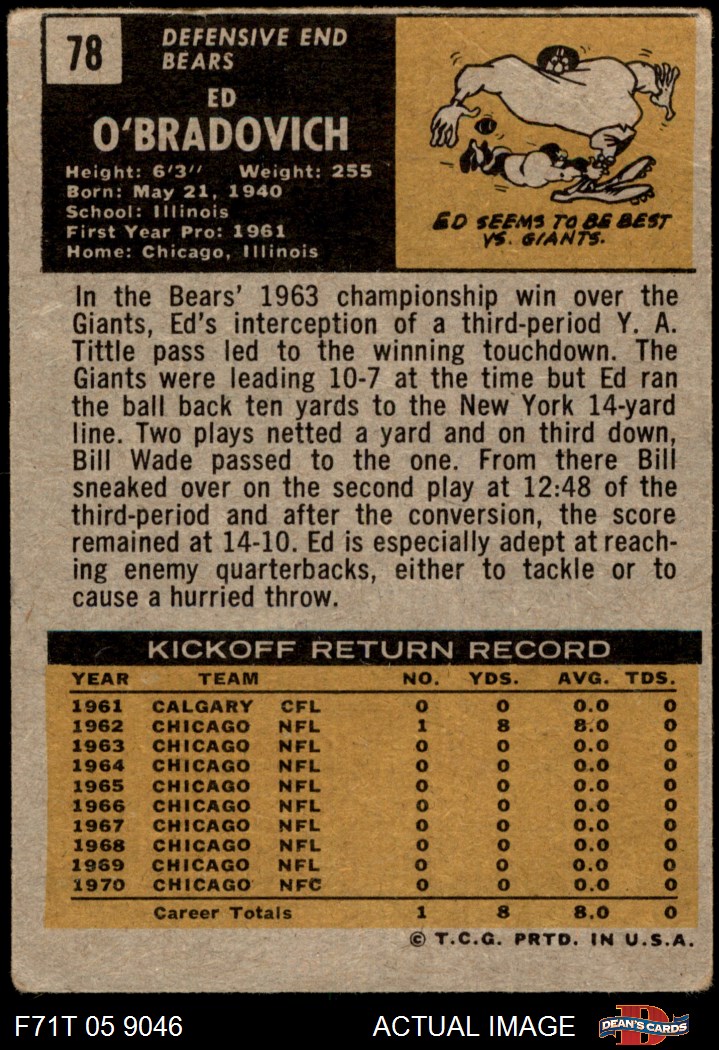 78
DEFENSIVE END
BEARS
ED
O'BRADOVICH
Height: 6'3" Weight: 255
Born: May 21, 1940
School: Illinois
First Year Pro: 1961
Home: Chicago, Illinois
ED SEEMS TO BE BEST
VS. GIANTS.
In the Bears' 1963 championship win over the
Giants, Ed's interception of a third-period Y. A.
Tittle pass led to the winning touchdown. The
Giants were leading 10-7 at the time but Ed ran
the ball back ten yards to the New York 14-yard
line. Two plays netted a yard and on third down,
Bill Wade passed to the one. From there Bill
sneaked over on the second play at 12:48 of the
third-period and after the conversion, the score
remained at 14-10. Ed is especially adept at reach-
ing enemy quarterbacks, either to tackle or to
cause a hurried throw.
KICKOFF RETURN RECORD
YEAR TEAM NO. YDS. AVG. TDS.
1961 CALGARY CFL 0 0 0.0 0
1962 CHICAGO NFL 1 8 8.0 0
1963 CHICAGO NFL 0 0 0.0 0
1964 CHICAGO NFL 0 0 0.0 0
1965 CHICAGO NFL 0 0 0.0 0
1966 CHICAGO NFL 0 0 0.0 0
1967 CHICAGO NFL 0 0 0.0 0
1968 CHICAGO NFL 0 0 0.0 0
1969 CHICAGO NFL 0 0 0.0 0
1970 CHICAGO NFC 0 0 0.0 0
Career Totals 1 8 8.0 0
© T.C.G. PRTD. IN U.S.A.
F71T 05 9046 ACTUAL IMAGE DEAN'S CARDS